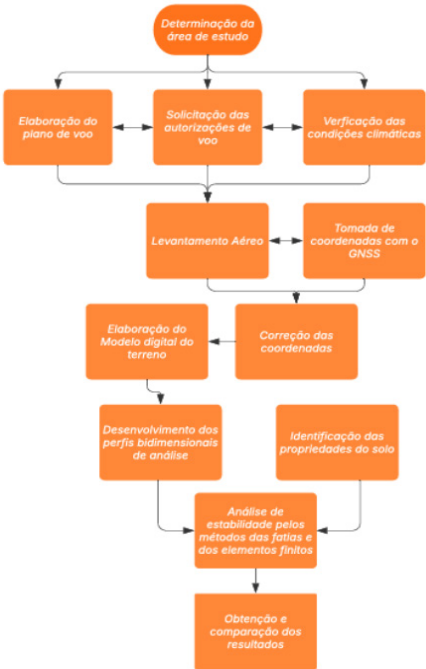 Determinação da
área de estudo
Elaboração do
plano de voo
Solicitação das
autorizações de
voo
Verficação das
condições climáticas
Levantamento Aéreo
Tomada de
coordenadas com o
GNSS
Elaboração do
Modelo digital do
terreno
Correção das
coordenadas
Desenvolvimento dos
perfis bidimensionais
de análise
Identificação das
propriedades do solo
Análise de
estabilidade pelos
métodos das fatias e
dos elementos finitos
Obtenção e
comparação dos
resultados